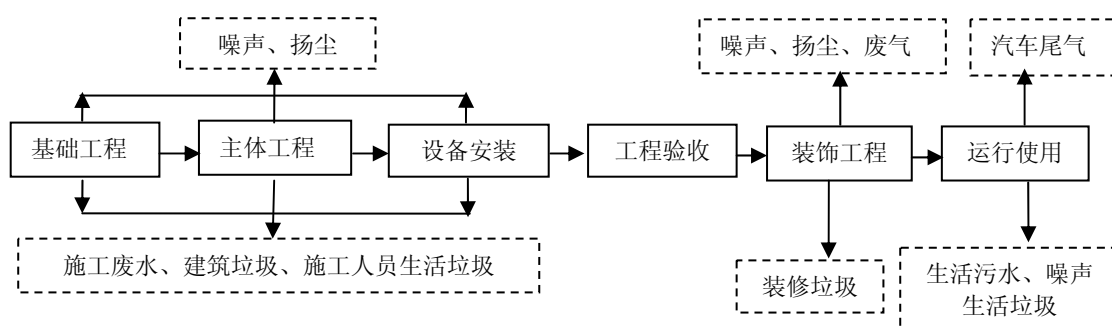 噪声、扬尘
噪声、扬尘、废气
汽车尾气
基础工程
主体工程
设备安装
工程验收
装饰工程
运行使用
施工废水、建筑垃圾、施工人员生活垃圾
装修垃圾
生活污水、噪声
生活垃圾